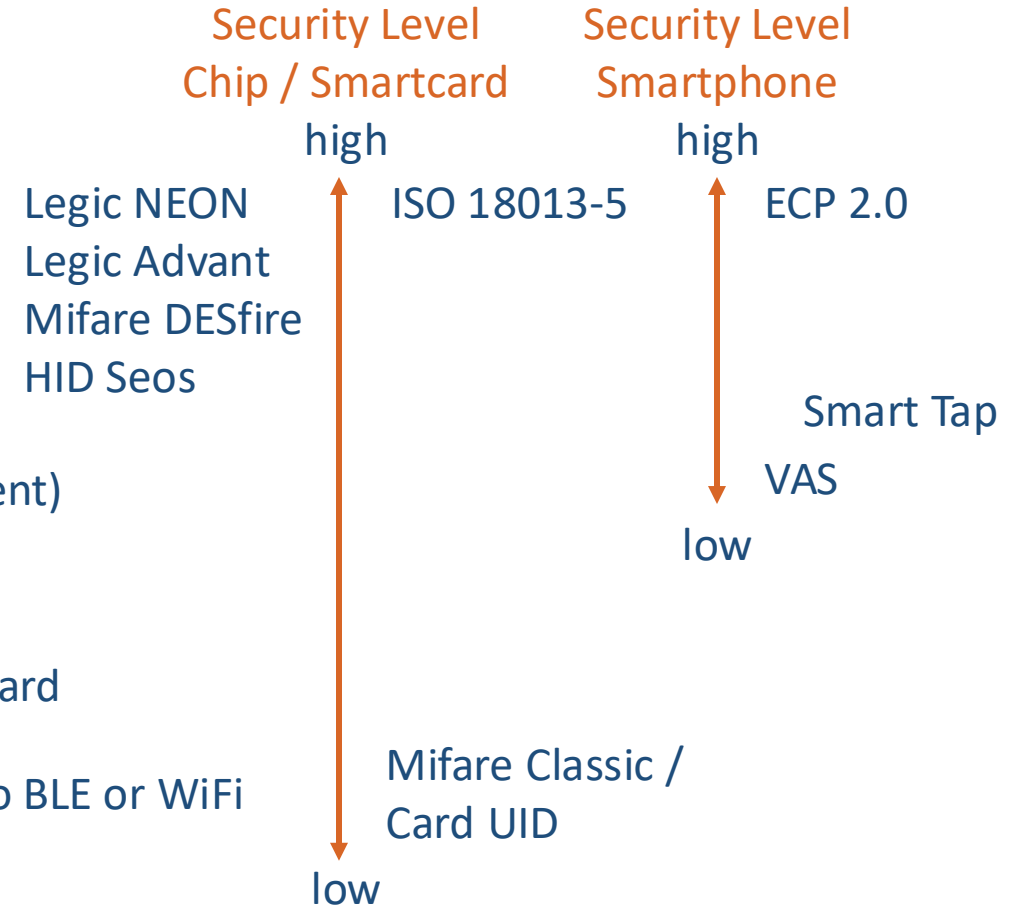 Security Level
Chip / Smartcard
high
Security Level
Smartphone
high
Legic NEON
Legic Advant
Mifare DESfire
HID Seos
ISO 18013-5
ECP 2.0
Smart Tap
VAS
low
ent)
ard
BLE or WiFi
Mifare Classic /
Card UID
low